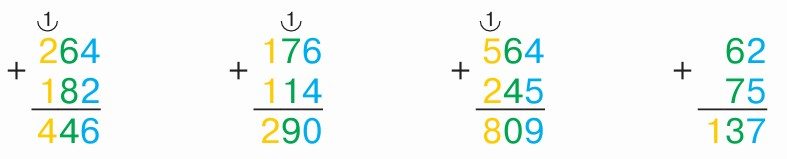 1 1 1
264 176 564 62
+ + + +
182 114 245 75
446 290 809 137